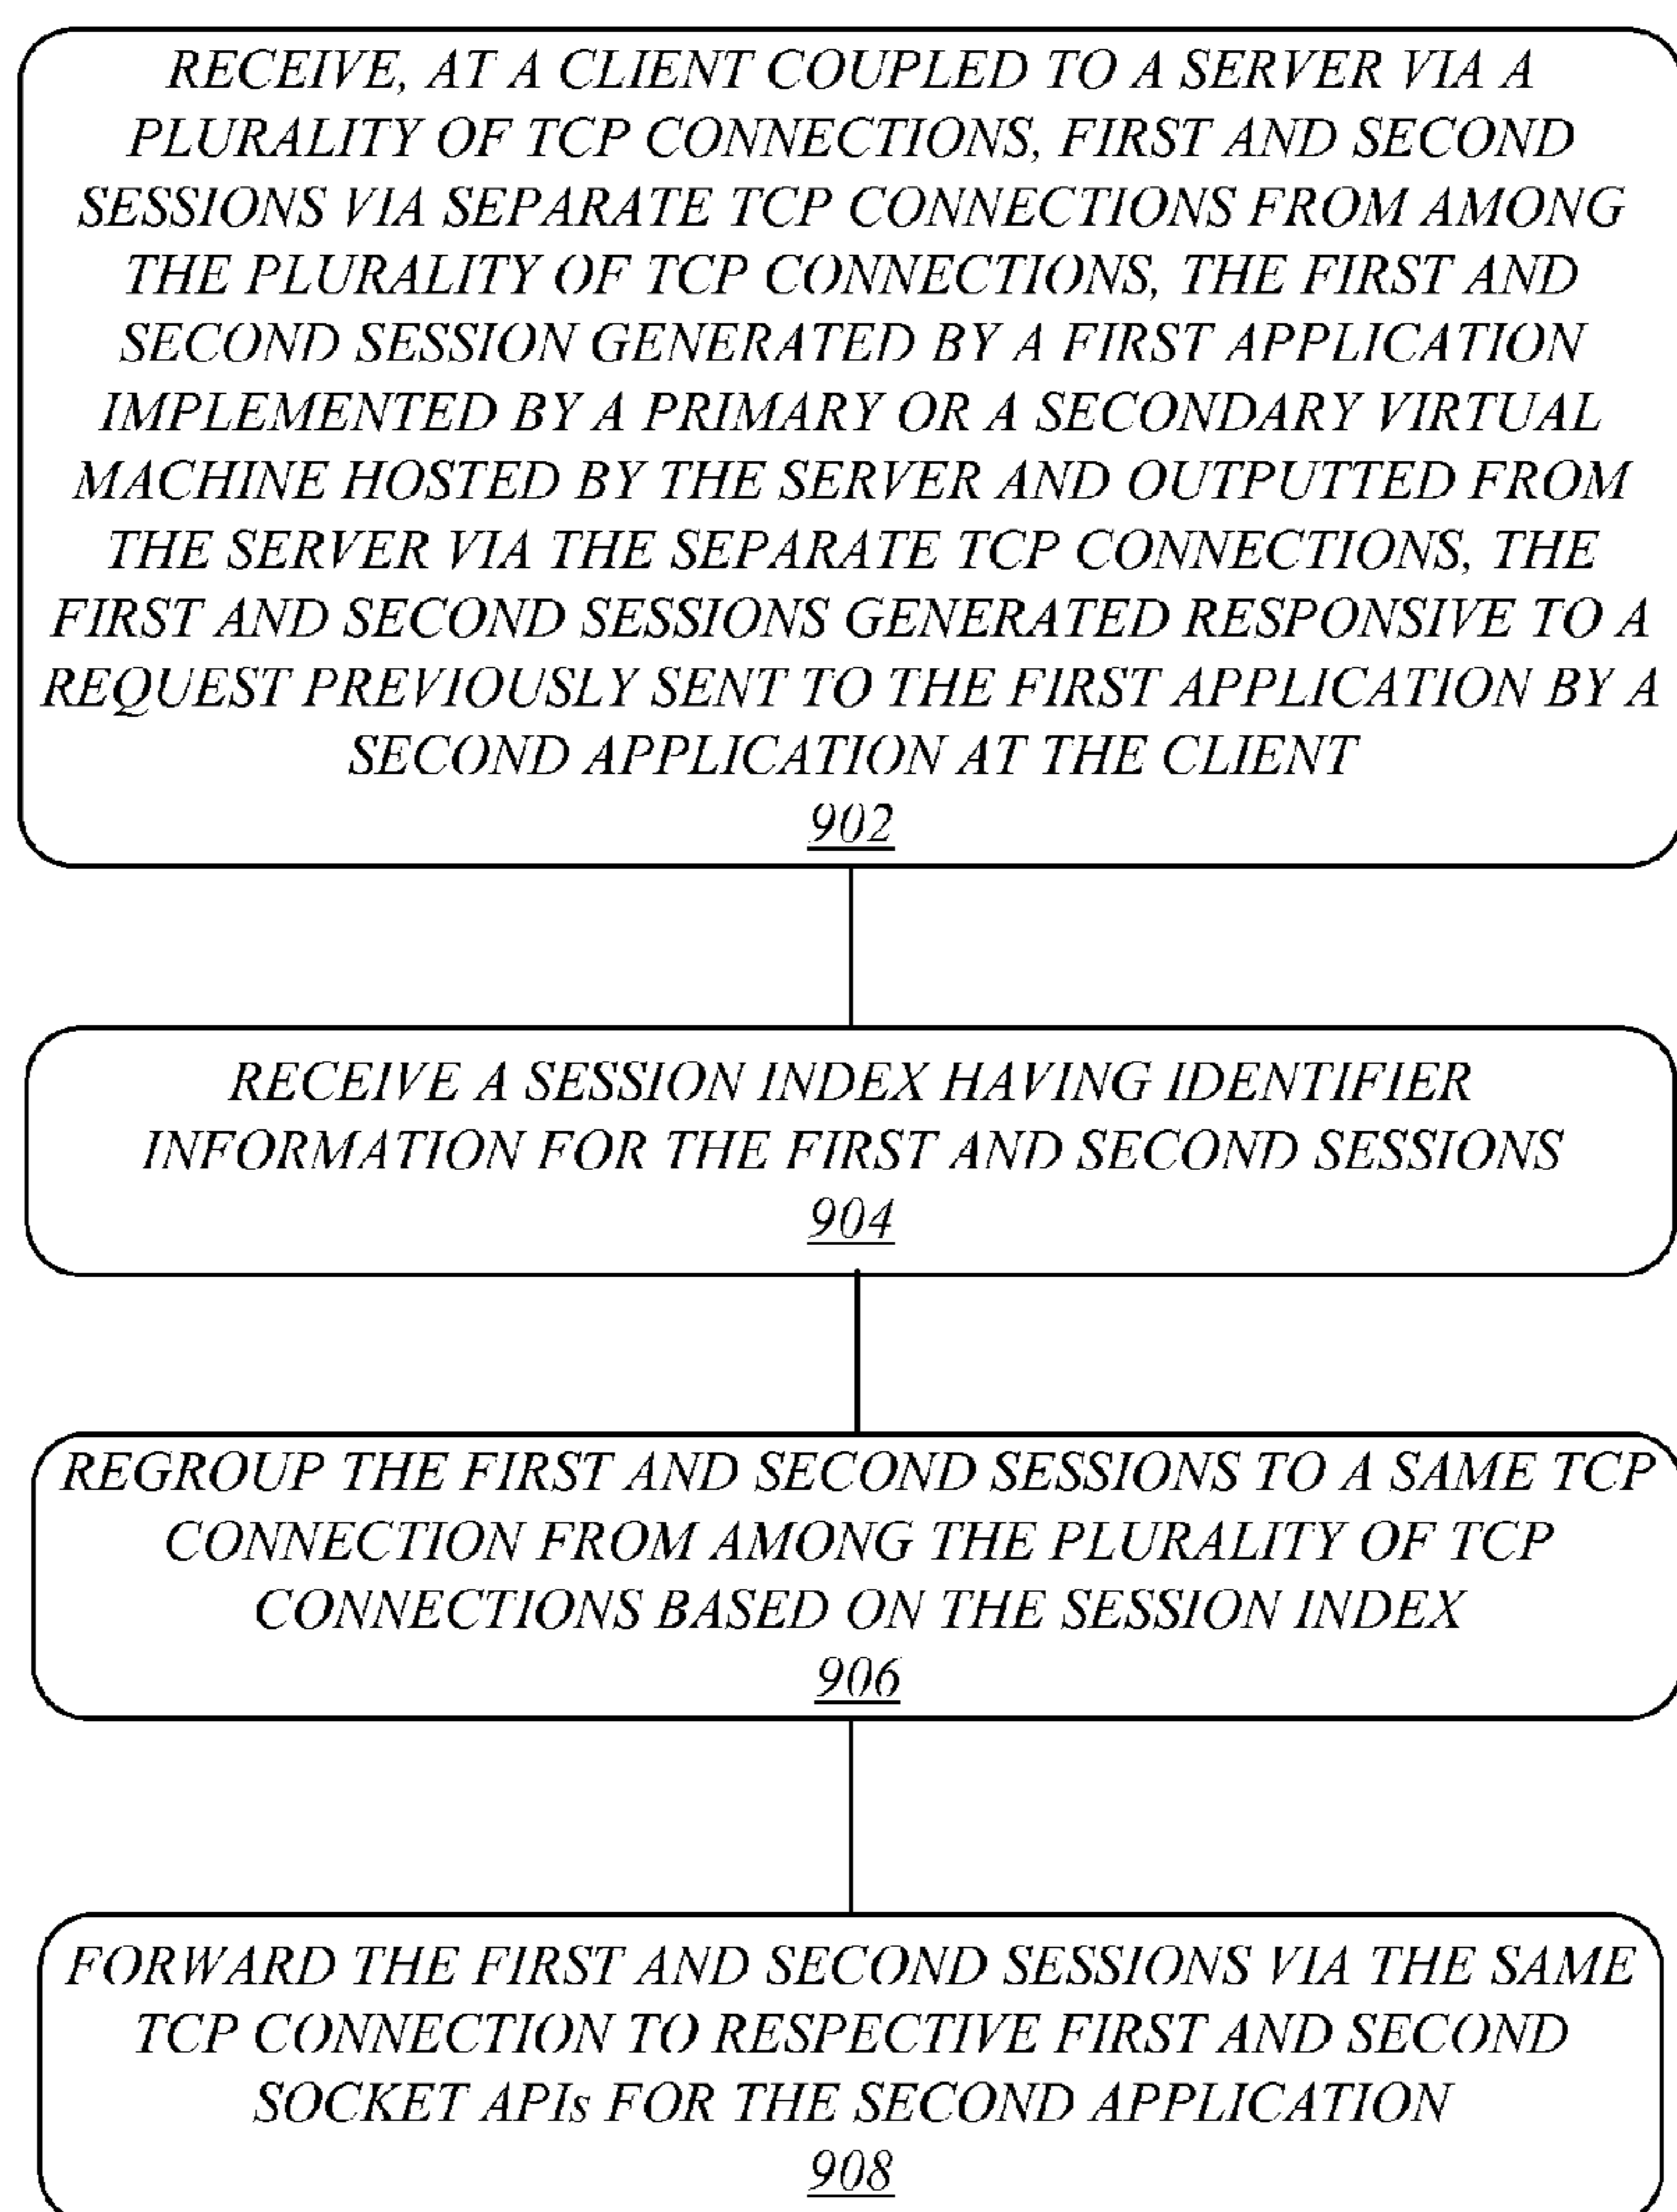 RECEIVE, AT A CLIENT COUPLED TO A SERVER VIA A
PLURALITY OF TCP CONNECTIONS, FIRST AND SECOND
SESSIONS VIA SEPARATE TCP CONNECTIONS FROM AMONG
THE PLURALITY OF TCP CONNECTIONS, THE FIRST AND
SECOND SESSION GENERATED BY A FIRST APPLICATION
IMPLEMENTED BY A PRIMARY OR A SECONDARY VIRTUAL
MACHINE HOSTED BY THE SERVER AND OUTPUTTED FROM
THE SERVER VIA THE SEPARATE TCP CONNECTIONS, THE
FIRST AND SECOND SESSIONS GENERATED RESPONSIVE TO A
REQUEST PREVIOUSLY SENT TO THE FIRST APPLICATION BY A
SECOND APPLICATION AT THE CLIENT
902
RECEIVE A SESSION INDEX HAVING IDENTIFIER
INFORMATION FOR THE FIRST AND SECOND SESSIONS
904
REGROUP THE FIRST AND SECOND SESSIONS TO A SAME TCP
CONNECTION FROM AMONG THE PLURALITY OF TCP
CONNECTIONS BASED ON THE SESSION INDEX
906
FORWARD THE FIRST AND SECOND SESSIONS VIA THE SAME
TCP CONNECTION TO RESPECTIVE FIRST AND SECOND
SOCKET APIs FOR THE SECOND APPLICATION
908